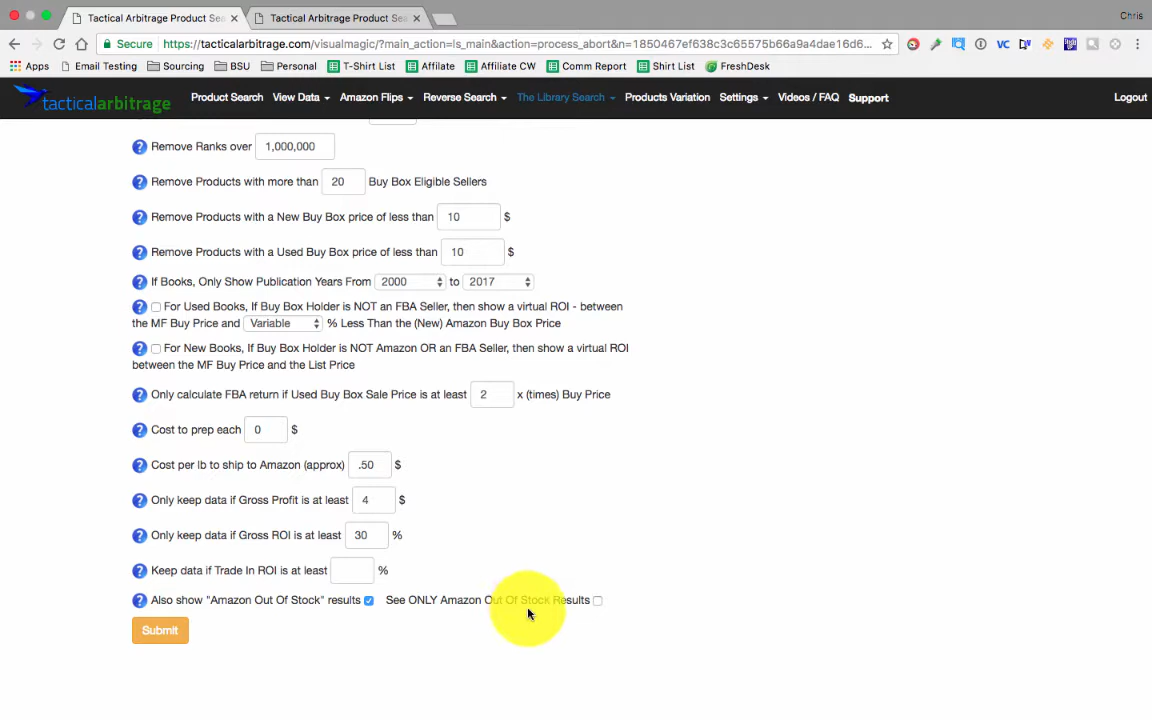 Chris
Tactical Arbitrage Product Sea
Tactical Arbitrage Product Se
Secure https://tacticalarbitrage.com/visualmagic/?main_action=ls_main&action=process_abort&n=1850467ef638c3c65575b66a9a4dae16d6...
Apps Email Testing Sourcing BSU Personal T-Shirt List Affilate Affiliate CW Comm Report Shirt List FreshDesk
tacticalarbitrage Product Search View Data Amazon Flips Reverse Search The Library Search Products Variation Settings Videos / FAQ Support Logout
Remove Ranks over 1,000,000
Remove Products with more than 20 Buy Box Eligible Sellers
Remove Products with a New Buy Box price of less than 10 $
Remove Products with a Used Buy Box price of less than 10 $
If Books, Only Show Publication Years From 2000 to 2017
For Used Books, If Buy Box Holder is NOT an FBA Seller, then show a virtual ROI - between
the MF Buy Price and Variable % Less Than the (New) Amazon Buy Box Price
For New Books, If Buy Box Holder is NOT Amazon OR an FBA Seller, then show a virtual ROI
between the MF Buy Price and the List Price
Only calculate FBA return if Used Buy Box Sale Price is at least 2 x (times) Buy Price
Cost to prep each 0 $
Cost per lb to ship to Amazon (approx) .50 $
Only keep data if Gross Profit is at least 4 $
Only keep data if Gross ROI is at least 30 %
Keep data if Trade In ROI is at least %
Also show "Amazon Out Of Stock" results See ONLY Amazon Out Of Stock Results
Submit